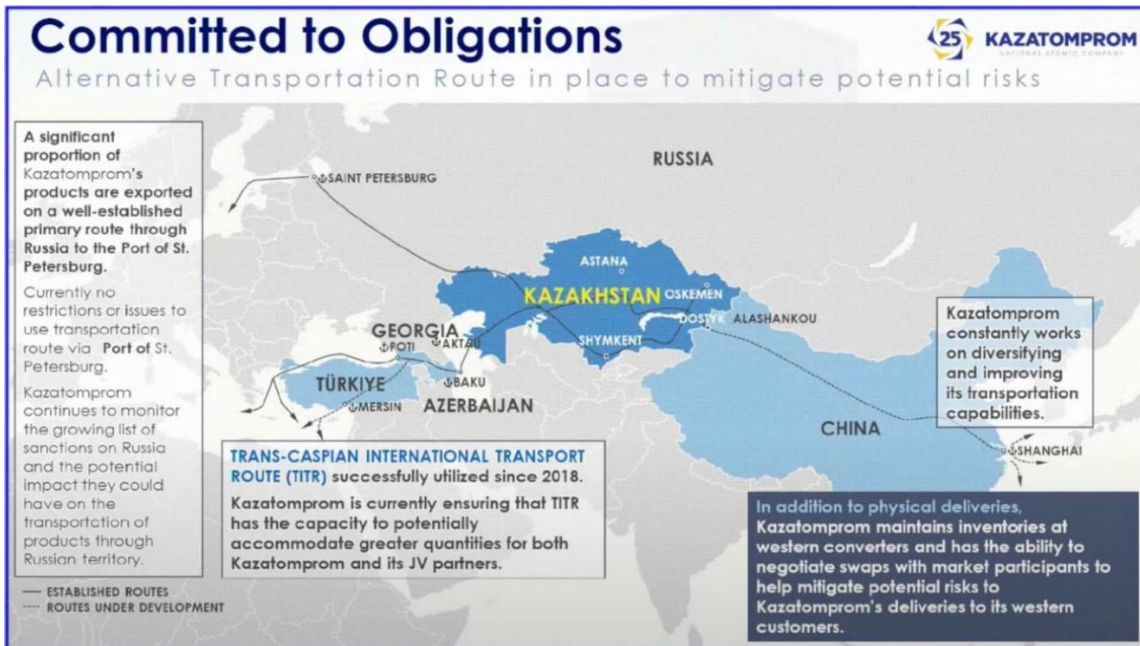 Committed to Obligations
25 KAZATOMPROM
NATIONAL ATOMIC COMPANY
Alternative Transportation Route in place to mitigate potential risks
A significant
proportion of
Kazatomprom's
products are exported
on a well-established
primary route through
Russia to the Port of St.
Petersburg.
Currently no
restrictions or issues to
use transportation
route via Port of St.
Petersburg.
Kazatomprom
continues to monitor
the growing list of
sanctions on Russia
and the potential
impact they could
have on the
transportation of
products through
Russian territory.
RUSSIA
SAINT PETERSBURG
ASTANA
KAZAKHSTAN
OSKEMEN
DOSTYK
ALASHANKOU
SHYMKENT
GEORGIA
AKTAU
POTI
BAKU
TÜRKIYE
MERSIN
AZERBAIJAN
CHINA
SHANGHAI
Kazatomprom
constantly works
on diversifying
and improving
its transportation
capabilities.
TRANS-CASPIAN INTERNATIONAL TRANSPORT
ROUTE (TITR) successfully utilized since 2018.
Kazatomprom is currently ensuring that TITR
has the capacity to potentially
accommodate greater quantities for both
Kazatomprom and its JV partners.
In addition to physical deliveries,
Kazatomprom maintains inventories at
western converters and has the ability to
negotiate swaps with market participants to
help mitigate potential risks to
Kazatomprom's deliveries to its western
customers.
ESTABLISHED ROUTES
ROUTES UNDER DEVELOPMENT